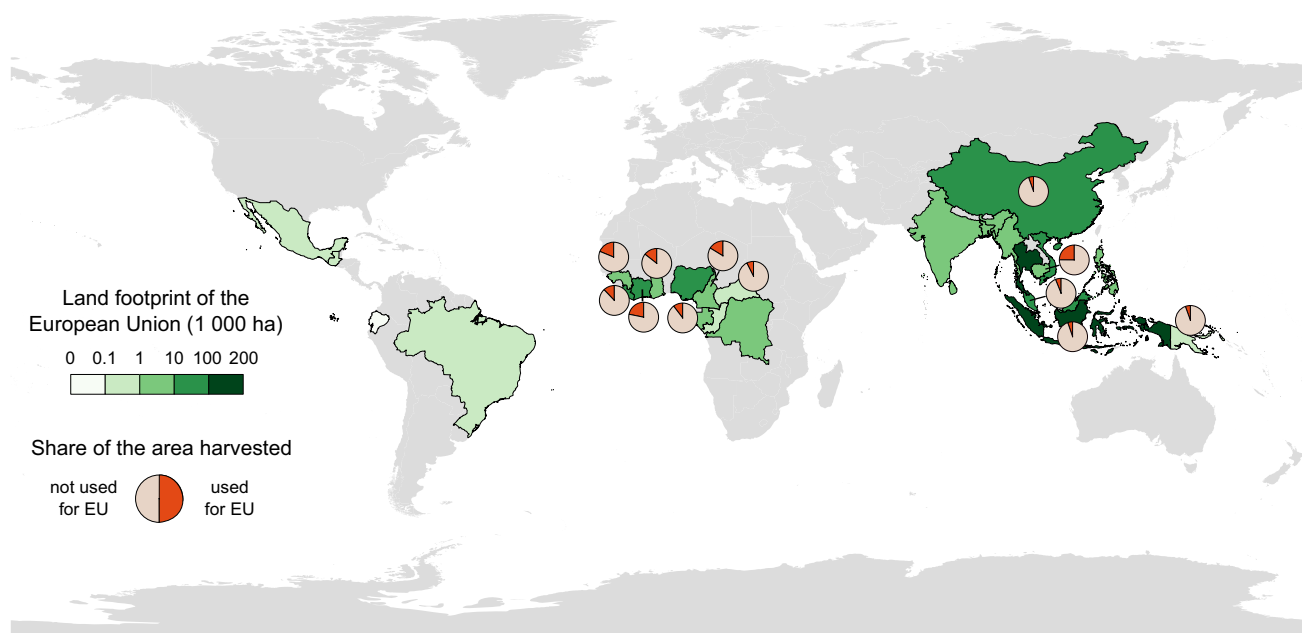 Land footprint of the
European Union (1 000 ha)
0 0.1 1 10 100 200
Share of the area harvested
not used
for EU
used
for EU